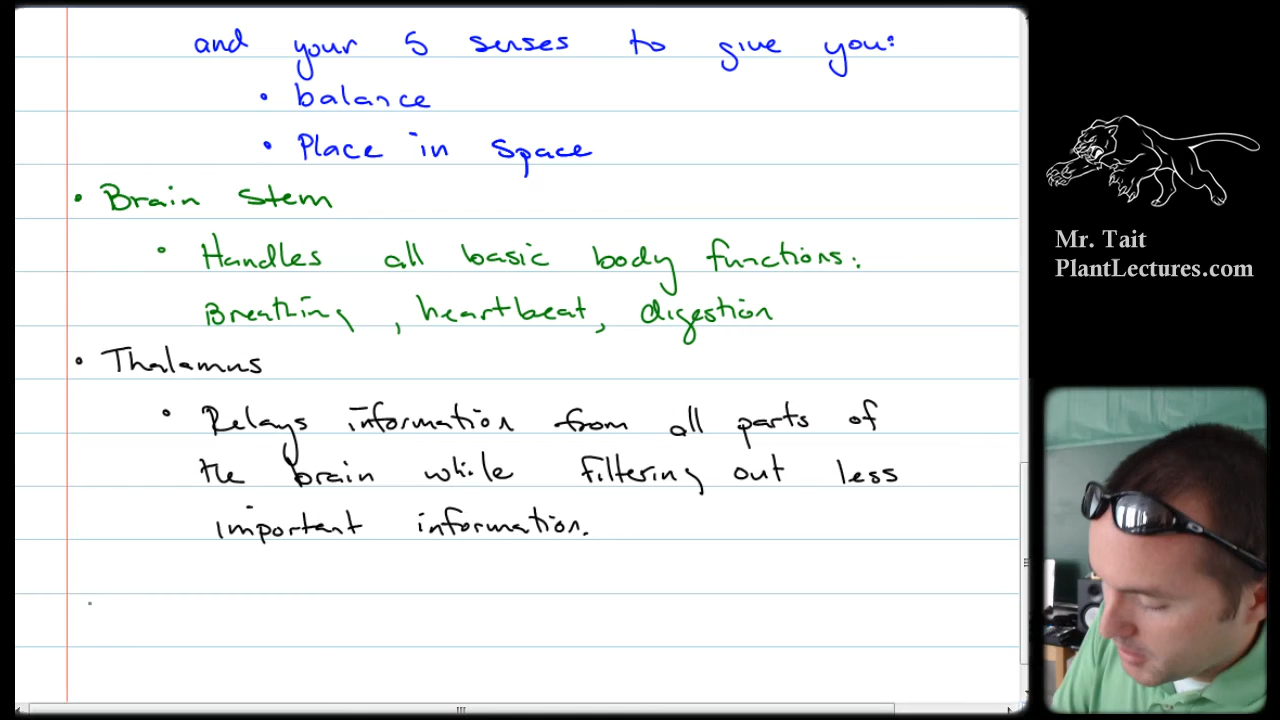 and your 5 senses to give you:
• balance
• Place in space
• Brain stem
• Handles all basic body functions:
Breathing, heartbeat, digestion
• Thalamus
• Relays information from all parts of
the brain while filtering out less
important information.
Mr. Tait
PlantLectures.com